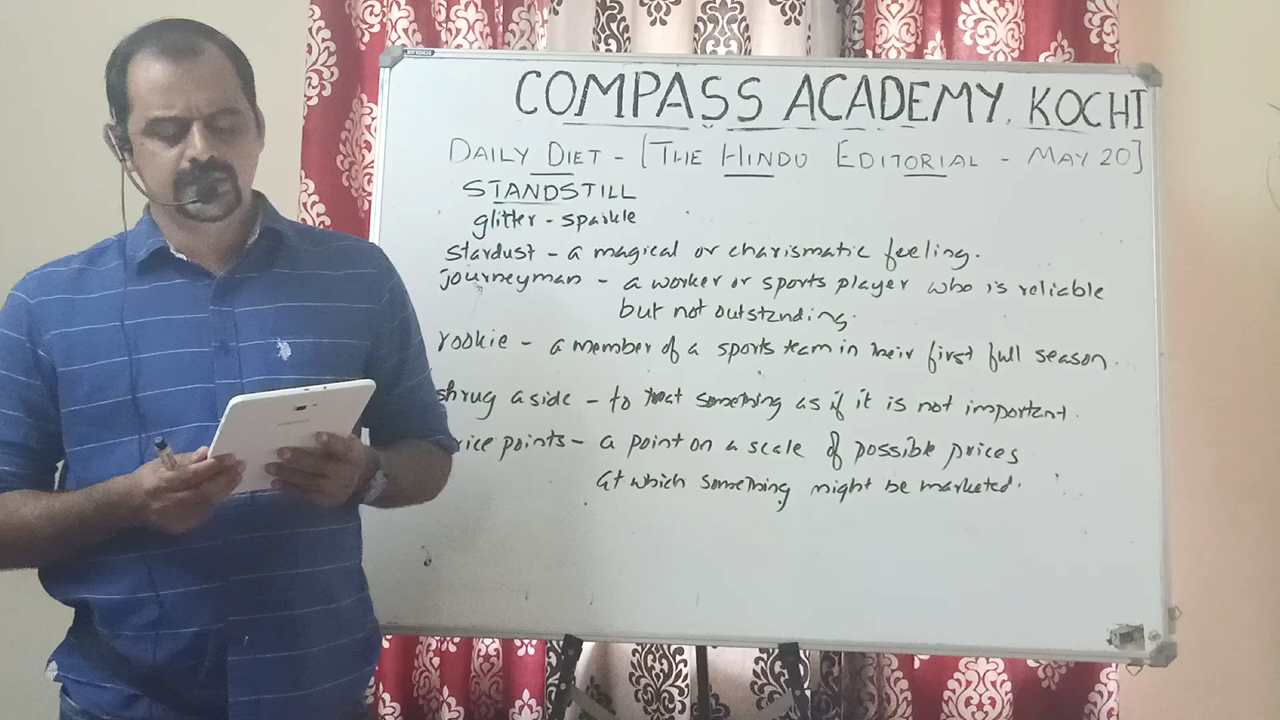 COMPASS ACADEMY, KOCHI
DAILY DIET - [THE HINDU EDITORIAL - MAY 20]
STANDSTILL
glitter - sparkle
stardust - a magical or charismatic feeling.
journeyman - a worker or sports player who is reliable
but not outstanding.
rookie - a member of a sports team in their first full season.
shrug aside - to treat something as if it is not important.
rice points - a point on a scale of possible prices
at which something might be marketed.